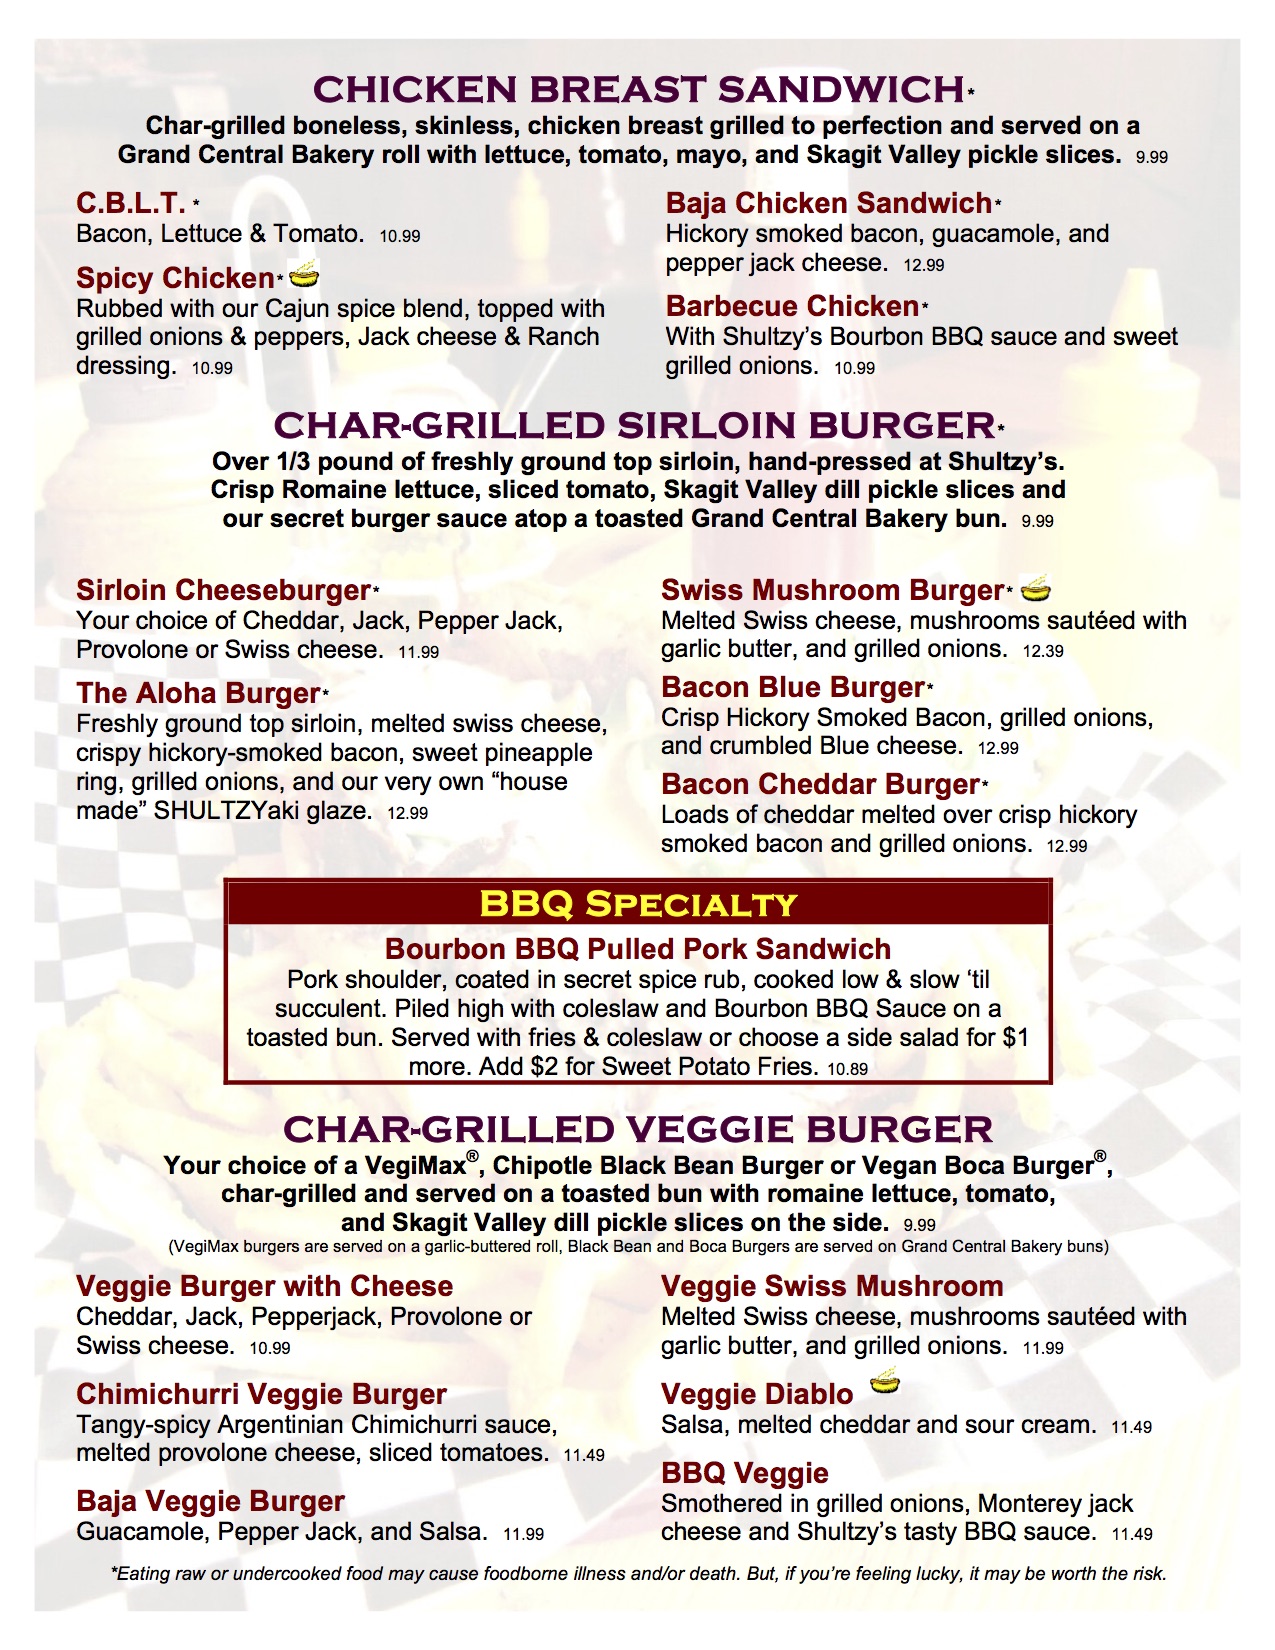 CHICKEN BREAST SANDWICH*
Char-grilled boneless, skinless, chicken breast grilled to perfection and served on a
Grand Central Bakery roll with lettuce, tomato, mayo, and Skagit Valley pickle slices. 9.99
C.B.L.T. *
Bacon, Lettuce & Tomato. 10.99
Spicy Chicken*
Rubbed with our Cajun spice blend, topped with
grilled onions & peppers, Jack cheese & Ranch
dressing. 10.99
Baja Chicken Sandwich*
Hickory smoked bacon, guacamole, and
pepper jack cheese. 12.99
Barbecue Chicken*
With Shultzy's Bourbon BBQ sauce and sweet
grilled onions. 10.99
CHAR-GRILLED SIRLOIN BURGER*
Over 1/3 pound of freshly ground top sirloin, hand-pressed at Shultzy's.
Crisp Romaine lettuce, sliced tomato, Skagit Valley dill pickle slices and
our secret burger sauce atop a toasted Grand Central Bakery bun. 9.99
Sirloin Cheeseburger*
Your choice of Cheddar, Jack, Pepper Jack,
Provolone or Swiss cheese. 11.99
The Aloha Burger*
Freshly ground top sirloin, melted swiss cheese,
crispy hickory-smoked bacon, sweet pineapple
ring, grilled onions, and our very own “house
made” SHULTZYaki glaze. 12.99
Swiss Mushroom Burger*
Melted Swiss cheese, mushrooms sautéed with
garlic butter, and grilled onions. 12.39
Bacon Blue Burger*
Crisp Hickory Smoked Bacon, grilled onions,
and crumbled Blue cheese. 12.99
Bacon Cheddar Burger*
Loads of cheddar melted over crisp hickory
smoked bacon and grilled onions. 12.99
BBQ SPECIALTY
Bourbon BBQ Pulled Pork Sandwich
Pork shoulder, coated in secret spice rub, cooked low & slow ‘til
succulent. Piled high with coleslaw and Bourbon BBQ Sauce on a
toasted bun. Served with fries & coleslaw or choose a side salad for $1
more. Add $2 for Sweet Potato Fries. 10.89
CHAR-GRILLED VEGGIE BURGER
Your choice of a VegiMax®, Chipotle Black Bean Burger or Vegan Boca Burger®,
char-grilled and served on a toasted bun with romaine lettuce, tomato,
and Skagit Valley dill pickle slices on the side. 9.99
(VegiMax burgers are served on a garlic-buttered roll, Black Bean and Boca Burgers are served on Grand Central Bakery buns)
Veggie Burger with Cheese
Cheddar, Jack, Pepperjack, Provolone or
Swiss cheese. 10.99
Chimichurri Veggie Burger
Tangy-spicy Argentinian Chimichurri sauce,
melted provolone cheese, sliced tomatoes. 11.49
Baja Veggie Burger
Guacamole, Pepper Jack, and Salsa. 11.99
Veggie Swiss Mushroom
Melted Swiss cheese, mushrooms sautéed with
garlic butter, and grilled onions. 11.99
Veggie Diablo
Salsa, melted cheddar and sour cream. 11.49
BBQ Veggie
Smothered in grilled onions, Monterey jack
cheese and Shultzy's tasty BBQ sauce. 11.49
*Eating raw or undercooked food may cause foodborne illness and/or death. But, if you're feeling lucky, it may be worth the risk.